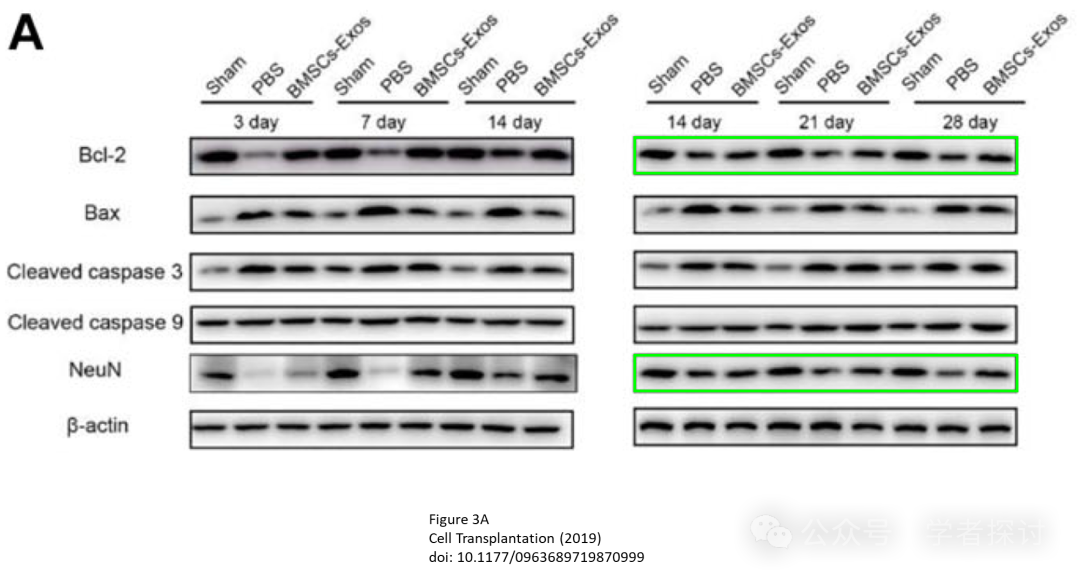 A
Sham PBS BMSCs-Exos Sham PBS BMSCs-Exos Sham PBS BMSCs-Exos Sham PBS BMSCs-Exos Sham PBS BMSCs-Exos Sham PBS BMSCs-Exos
3 day 7 day 14 day 14 day 21 day 28 day
Bcl-2
Bax
Cleaved caspase 3
Cleaved caspase 9
NeuN
β-actin
Figure 3A
Cell Transplantation (2019)
doi: 10.1177/0963689719870999
公众号 学者探讨